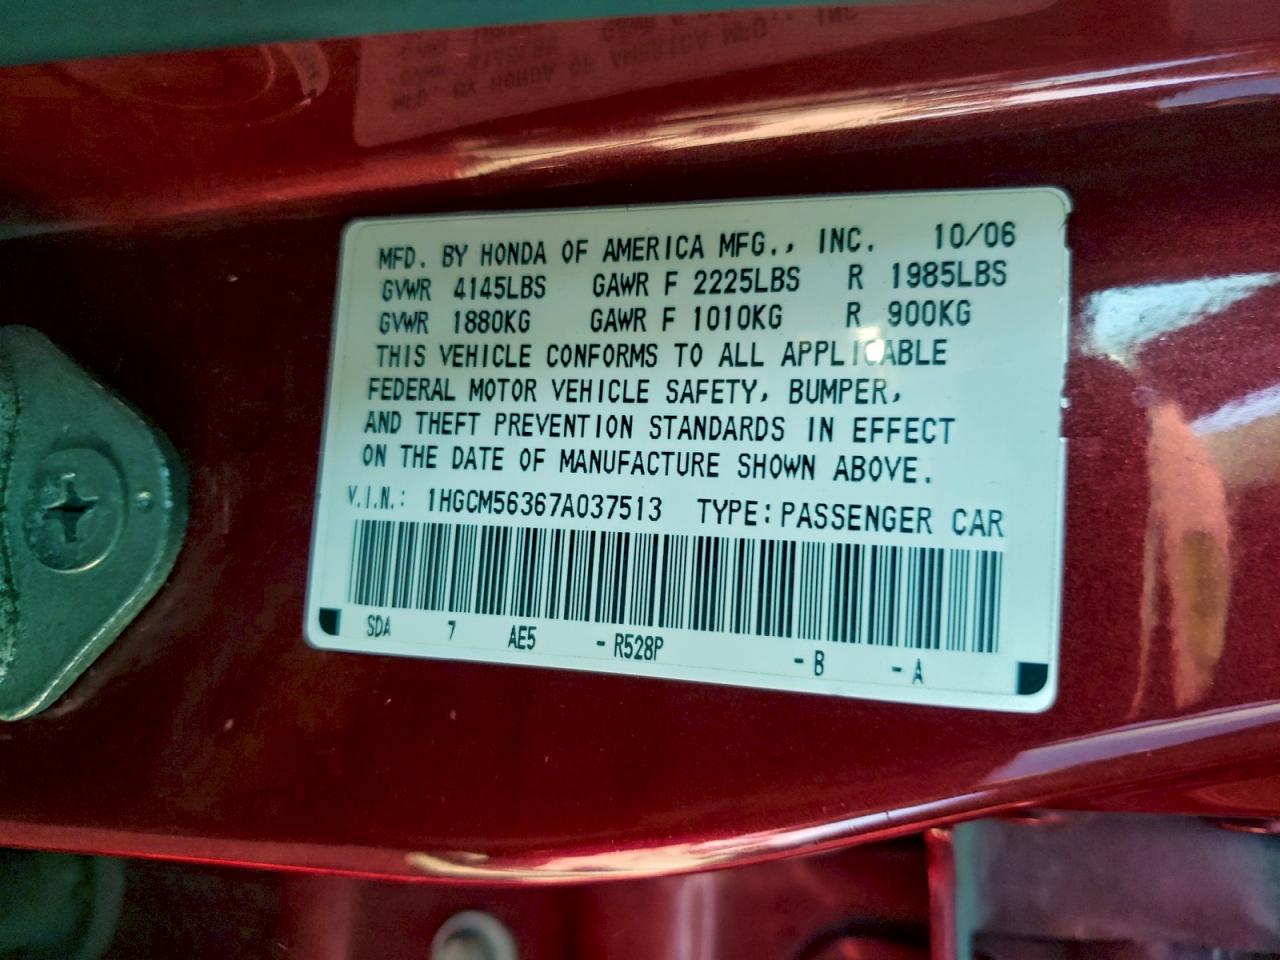 MFD. BY HONDA OF AMERICA MFG., INC. 10/06
GVWR 4145LBS GAWR F 2225LBS R 1985LBS
GVWR 1880KG GAWR F 1010KG R 900KG
THIS VEHICLE CONFORMS TO ALL APPLICABLE
FEDERAL MOTOR VEHICLE SAFETY, BUMPER,
AND THEFT PREVENTION STANDARDS IN EFFECT
ON THE DATE OF MANUFACTURE SHOWN ABOVE.
V.I.N.: 1HGCM56367A037513 TYPE: PASSENGER CAR
SDA 7 AE5 - R528P - B - A